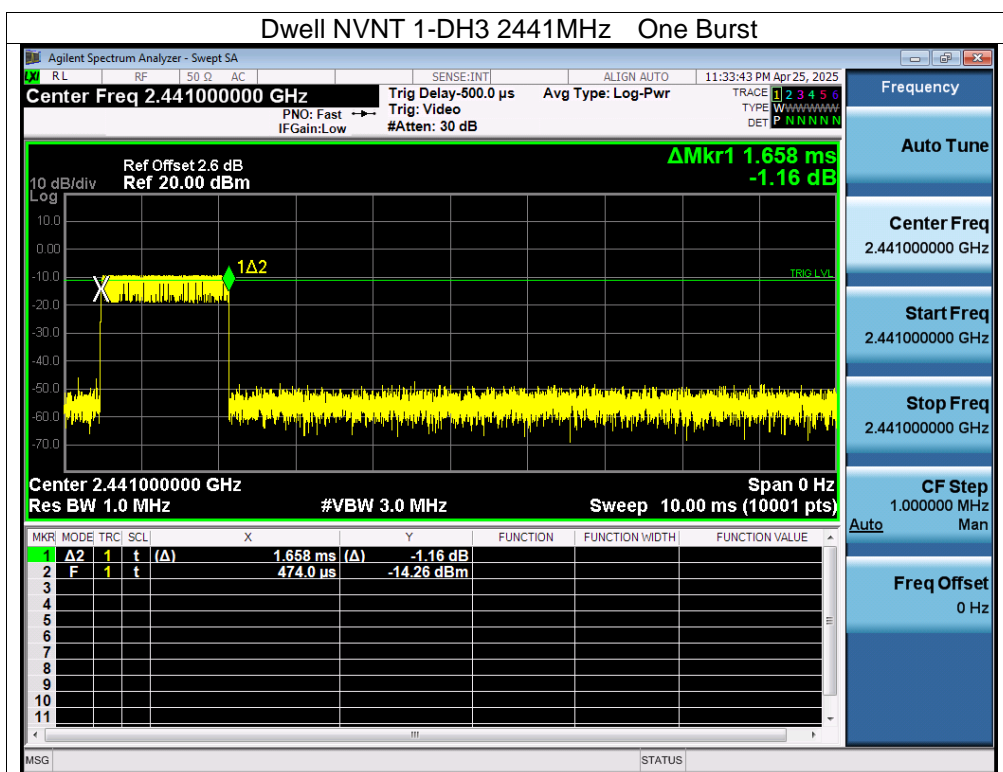 Dwell NVNT 1-DH3 2441MHz One Burst
Agilent Spectrum Analyzer - Swept SA
LXI RL RF 50 Ω AC SENSE:INT ALIGN AUTO 11:33:43 PM Apr 25, 2025
Center Freq 2.441000000 GHz Trig Delay-500.0 µs Avg Type: Log-Pwr TRACE 1 2 3 4 5 6
PNO: Fast Trig: Video TYPE WWWWWW
IFGain:Low #Atten: 30 dB DET P N N N N N
Frequency
Auto Tune
Center Freq
2.441000000 GHz
Start Freq
2.441000000 GHz
Stop Freq
2.441000000 GHz
CF Step
1.000000 MHz
Auto Man
Freq Offset
0 Hz
ΔMkr1 1.658 ms
-1.16 dB
Ref Offset 2.6 dB
10 dB/div Ref 20.00 dBm
Log
10.0
0.00
-10.0
-20.0
-30.0
-40.0
-50.0
-60.0
-70.0
1Δ2
TRIG LVL
Center 2.441000000 GHz Span 0 Hz
Res BW 1.0 MHz #VBW 3.0 MHz Sweep 10.00 ms (10001 pts)
MKR MODE TRC SCL X Y FUNCTION FUNCTION WIDTH FUNCTION VALUE
1 Δ2 1 t (Δ) 1.658 ms (Δ) -1.16 dB
2 F 1 t 474.0 µs -14.26 dBm
3
4
5
6
7
8
9
10
11
MSG STATUS